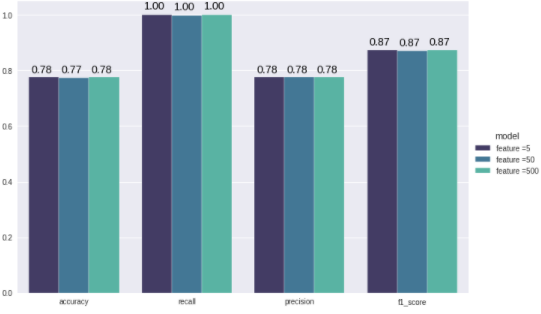 1.00 1.00 1.00
1.0
0.87 0.87 0.87
0.78 0.77 0.78
0.78 0.78 0.78
0.8
0.6
model
feature =5
feature =50
feature =500
0.4
0.2
0.0
accuracy
recall
precision
f1_score